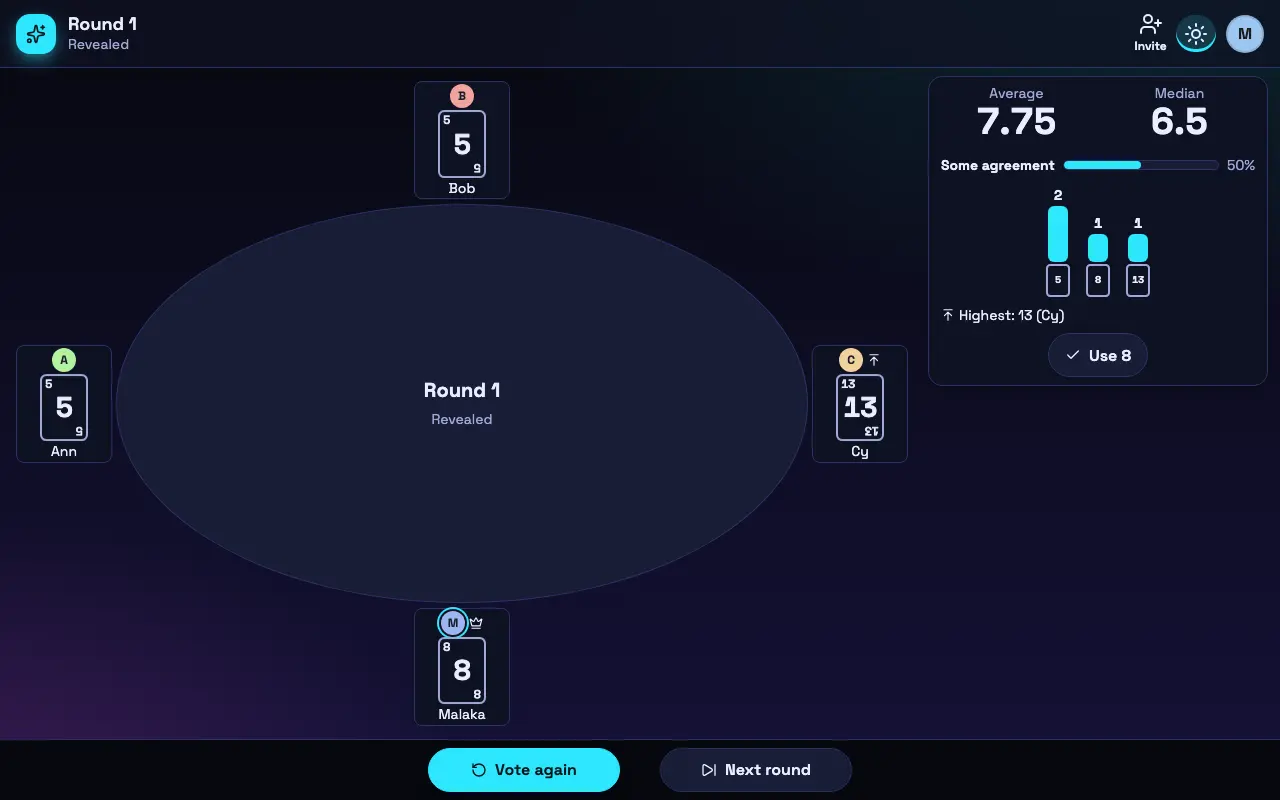 Round 1
Revealed
Invite
M
B
5
5
5
Bob
A
5
5
5
Ann
Round 1
Revealed
C
13
13
13
Cy
M
8
8
8
Malaka
Average
7.75
Median
6.5
Some agreement
50%
2
1
1
5
8
13
Highest: 13 (Cy)
Use 8
Vote again
Next round